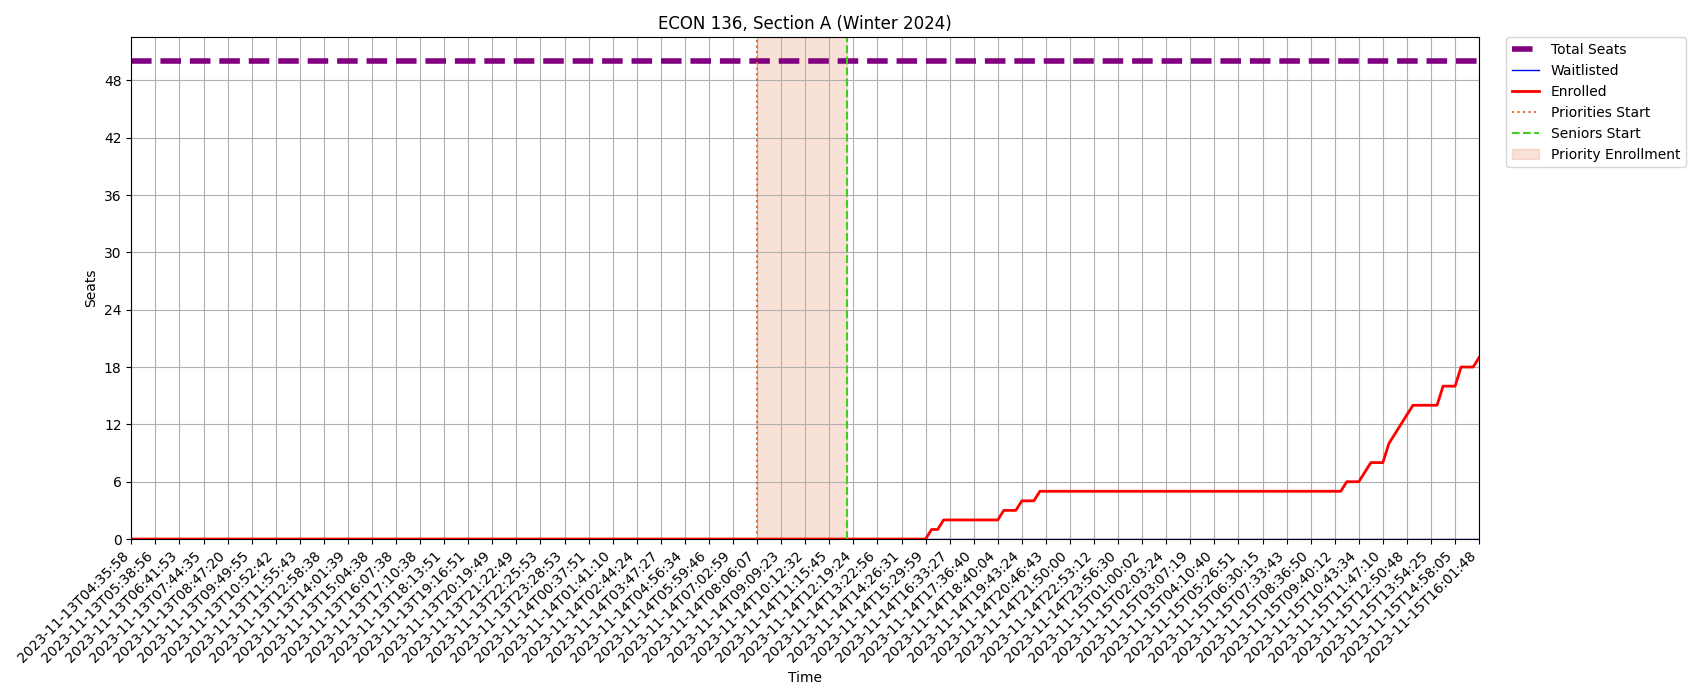 ECON 136, Section A (Winter 2024)
Total Seats
Waitlisted
Enrolled
Priorities Start
Seniors Start
Priority Enrollment
Seats
48
42
36
30
24
18
12
6
0
2023-11-13T04:35:58
2023-11-13T05:38:56
2023-11-13T06:41:53
2023-11-13T07:44:35
2023-11-13T08:47:20
2023-11-13T09:49:55
2023-11-13T10:52:42
2023-11-13T11:55:43
2023-11-13T12:58:38
2023-11-13T14:01:39
2023-11-13T15:04:38
2023-11-13T16:07:38
2023-11-13T17:10:38
2023-11-13T18:13:51
2023-11-13T19:16:51
2023-11-13T20:19:49
2023-11-13T21:22:49
2023-11-13T22:25:53
2023-11-13T23:28:53
2023-11-14T00:37:51
2023-11-14T01:41:10
2023-11-14T02:44:24
2023-11-14T03:47:27
2023-11-14T04:56:34
2023-11-14T05:59:46
2023-11-14T07:02:59
2023-11-14T08:06:07
2023-11-14T09:09:23
2023-11-14T10:12:32
2023-11-14T11:15:45
2023-11-14T12:19:24
2023-11-14T13:22:56
2023-11-14T14:26:31
2023-11-14T15:29:59
2023-11-14T16:33:27
2023-11-14T17:36:40
2023-11-14T18:40:04
2023-11-14T19:43:24
2023-11-14T20:46:43
2023-11-14T21:50:00
2023-11-14T22:53:12
2023-11-14T23:56:30
2023-11-15T01:00:02
2023-11-15T02:03:24
2023-11-15T03:07:19
2023-11-15T04:10:40
2023-11-15T05:26:51
2023-11-15T06:30:15
2023-11-15T07:33:43
2023-11-15T08:36:50
2023-11-15T09:40:12
2023-11-15T10:43:34
2023-11-15T11:47:10
2023-11-15T12:50:48
2023-11-15T13:54:25
2023-11-15T14:58:05
2023-11-15T16:01:48
Time